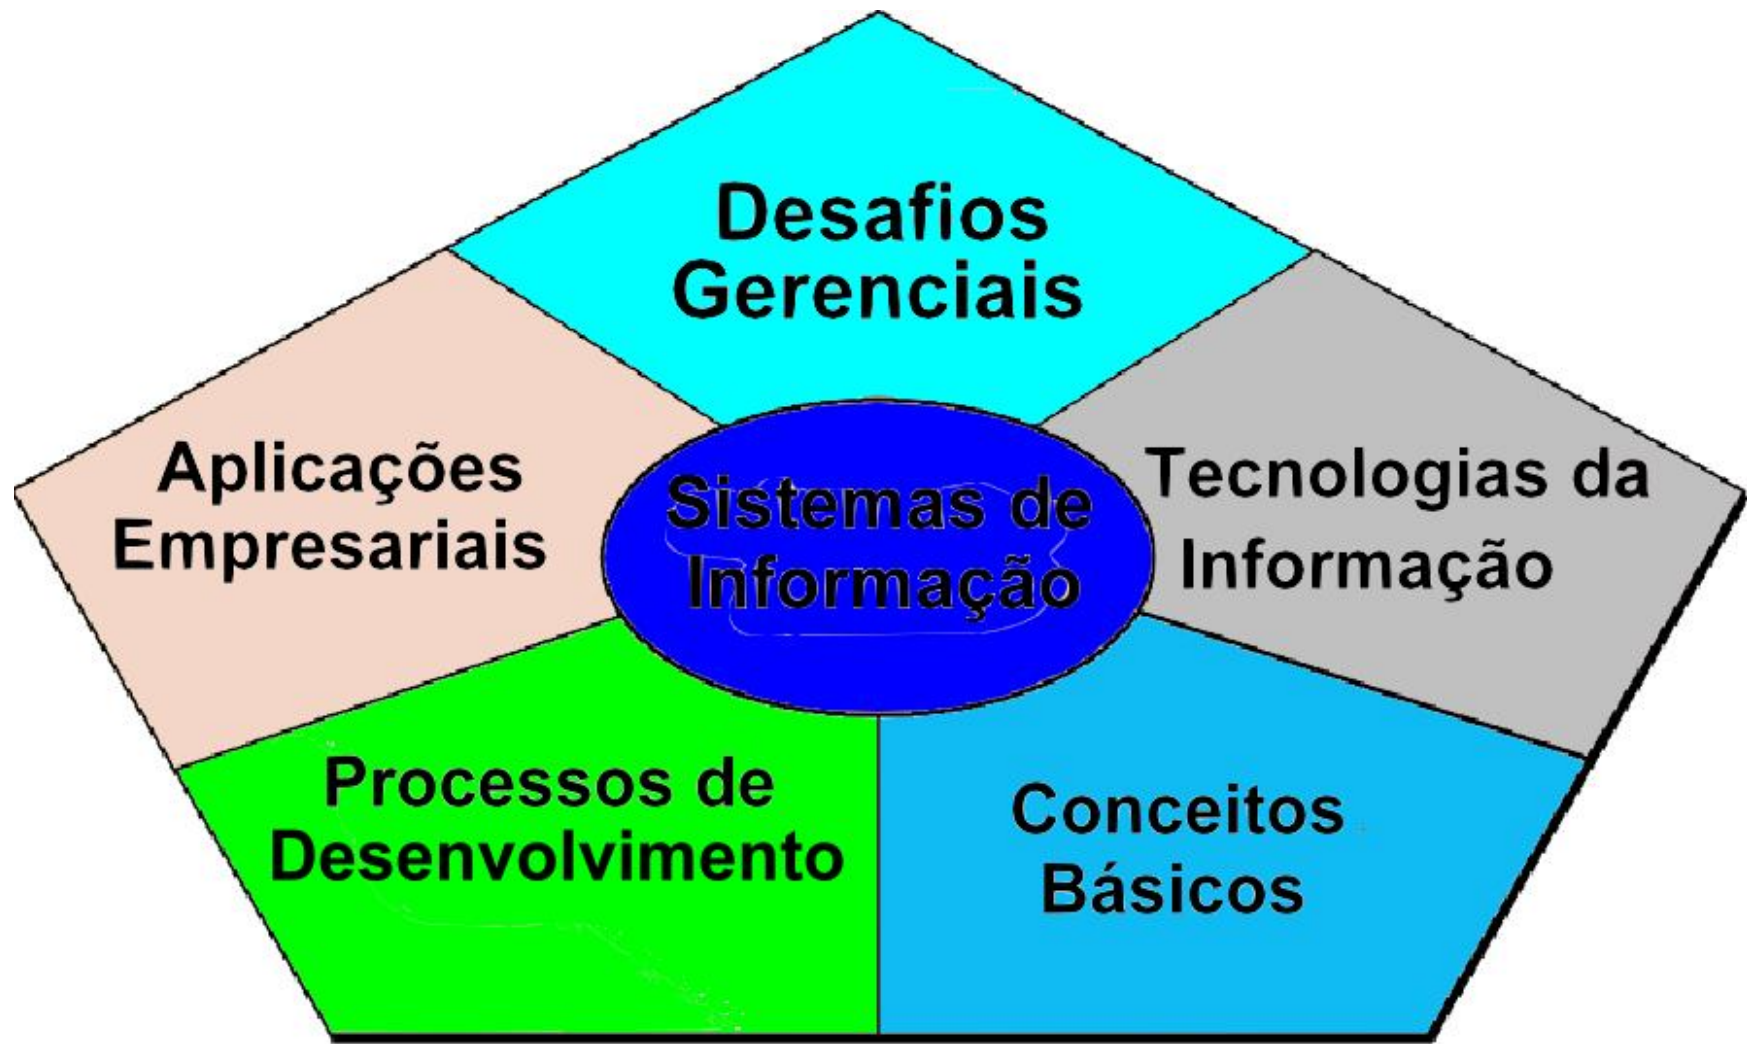 Desafios
Gerenciais
Aplicações
Empresariais
Sistemas de
Informação
Tecnologias da
Informação
Processos de
Desenvolvimento
Conceitos
Básicos